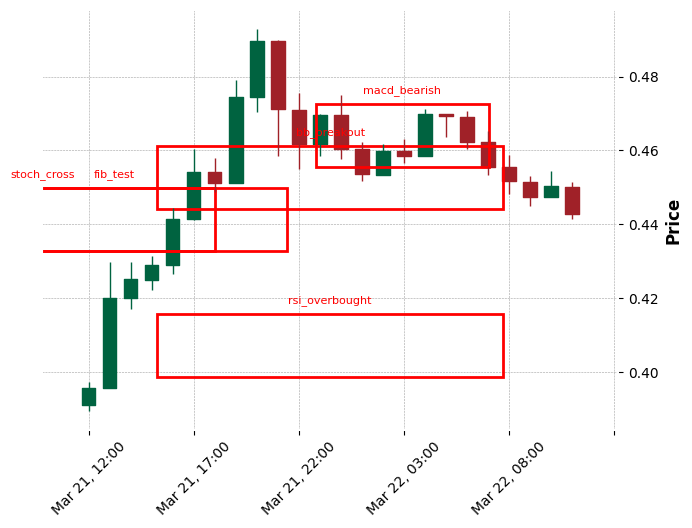 macd_bearish
stoch_cross
fib_test
rsi_overbought
0.48
0.46
0.44
0.42
0.40
Price
Mar 21, 12:00
Mar 21, 17:00
Mar 21, 22:00
Mar 22, 03:00
Mar 22, 08:00